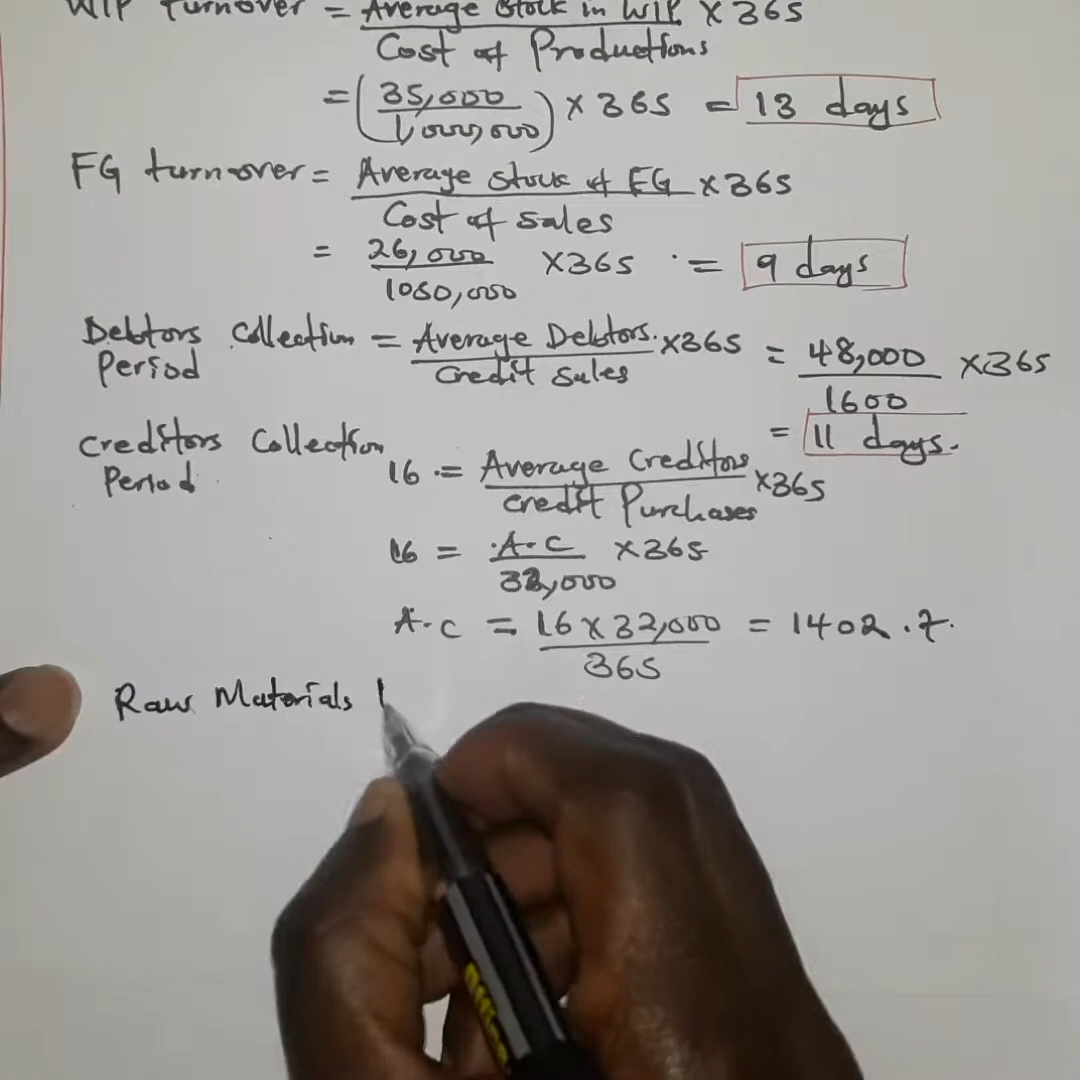 WIP turnover = Average Stock in WIP × 365
Cost of Productions
= (35,000 / 1,000,000) × 365 = 13 days
FG turnover = Average stock of FG × 365
Cost of sales
= 26,000 / 1050,000 × 365 = 9 days
Debtors Collection Period = Average Debtors / Credit Sales × 365 = 48,000 / 1600 × 365
= 11 days.
Creditors Collection Period 16 = Average Creditors / Credit Purchases × 365
16 = A.C / 32,000 × 365
A.C = 16 × 32,000 / 365 = 1402.7.
Raw Materials